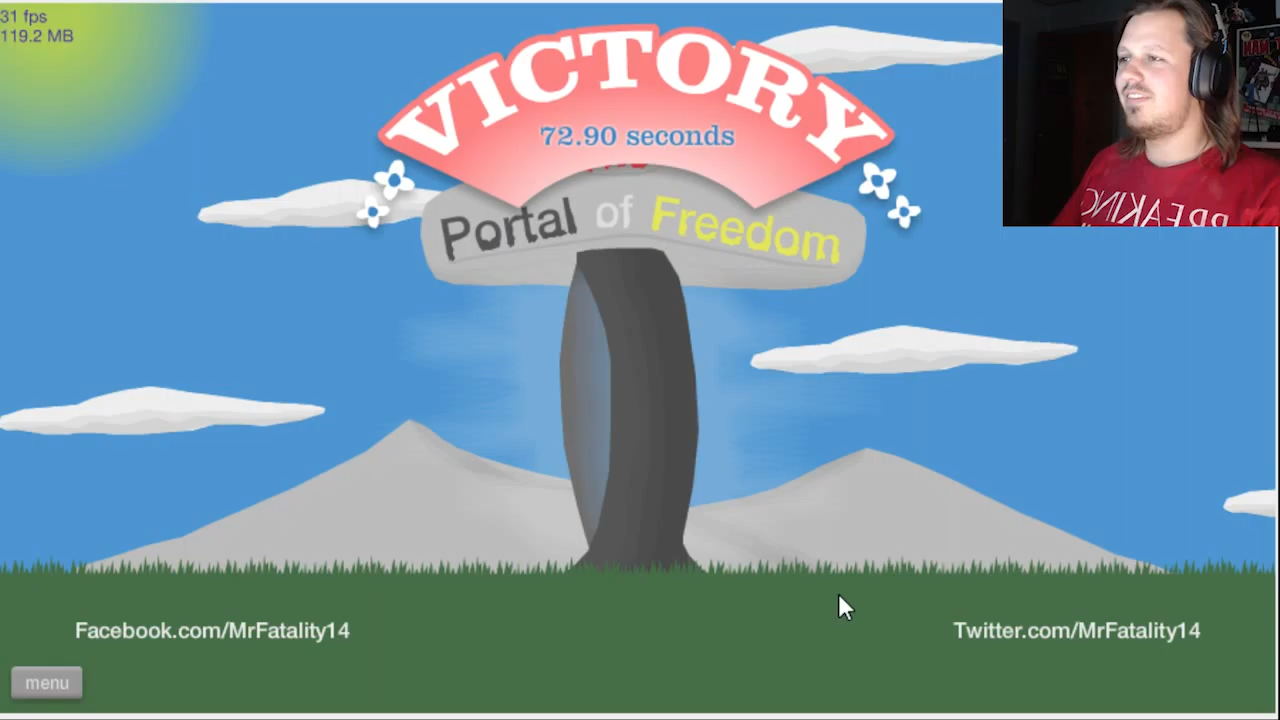 31 fps
119.2 MB
VICTORY
72.90 seconds
Portal of Freedom
Facebook.com/MrFatality14
Twitter.com/MrFatality14
menu
BREAKING